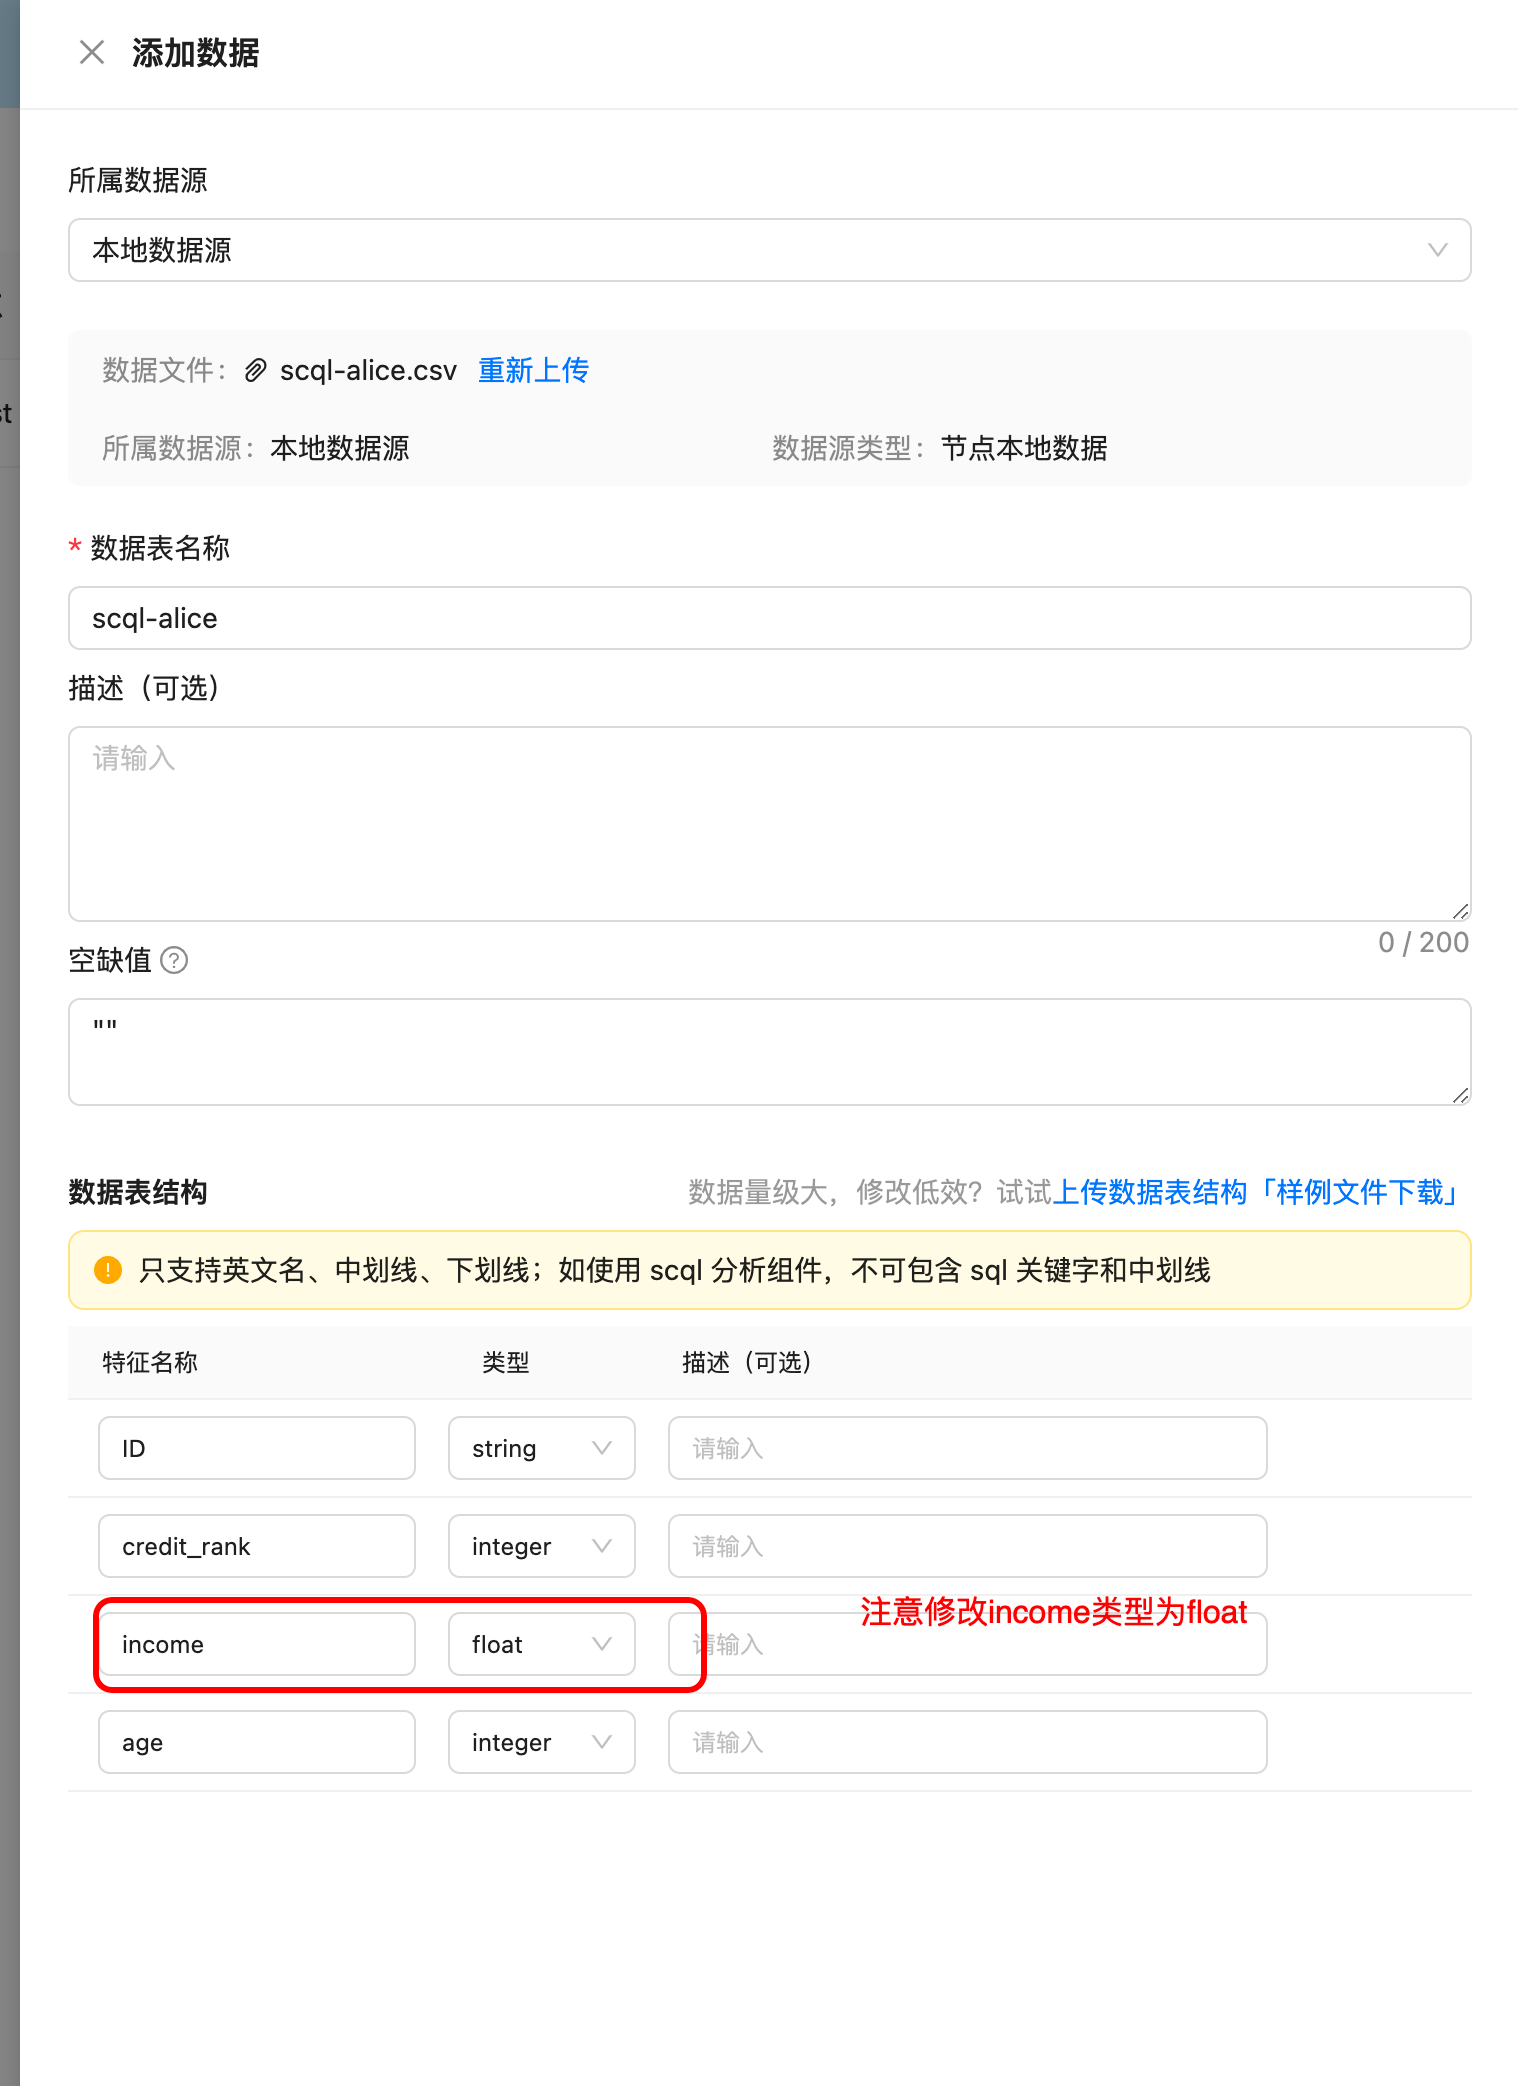 添加数据
所属数据源
本地数据源
数据文件： scql-alice.csv 重新上传
所属数据源： 本地数据源 数据源类型： 节点本地数据
* 数据表名称
scql-alice
描述（可选）
请输入
0 / 200
空缺值 ?
""
数据表结构 数据量级大，修改低效？试试上传数据表结构「样例文件下载」
只支持英文名、中划线、下划线；如使用 scql 分析组件，不可包含 sql 关键字和中划线
特征名称 类型 描述（可选）
ID string 请输入
credit_rank integer 请输入
注意修改income类型为float
income float 请输入
age integer 请输入
st